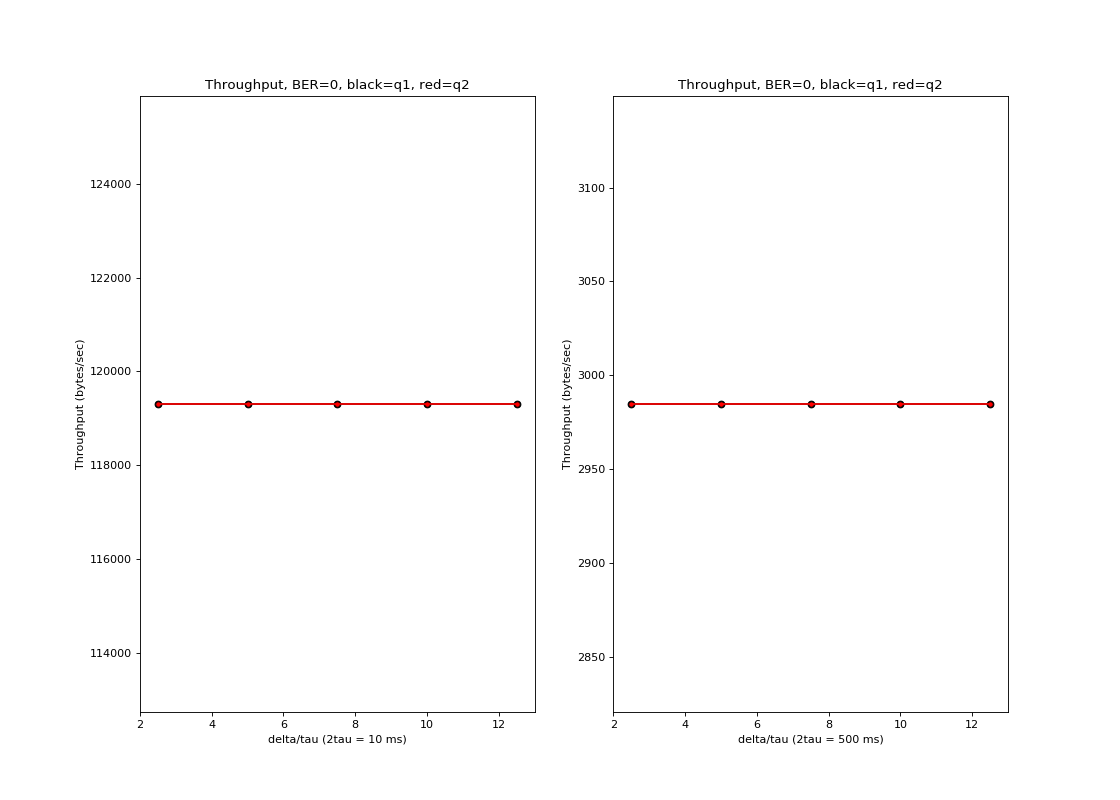 Throughput, BER=0, black=q1, red=q2
124000
122000
120000
118000
116000
114000
Throughput (bytes/sec)
2 4 6 8 10 12
delta/tau (2tau = 10 ms)
Throughput, BER=0, black=q1, red=q2
3100
3050
3000
2950
2900
2850
Throughput (bytes/sec)
2 4 6 8 10 12
delta/tau (2tau = 500 ms)